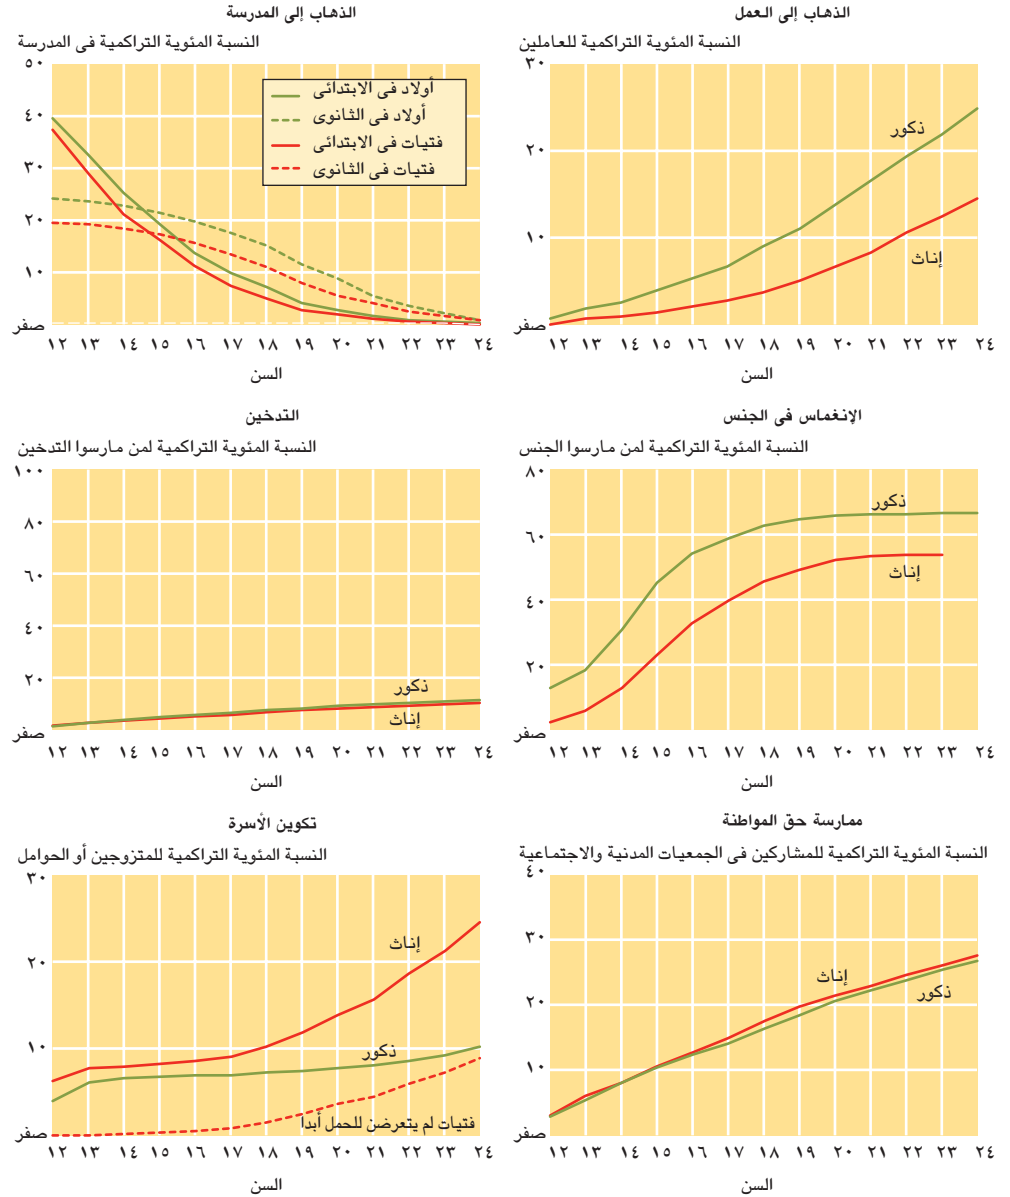 الذهاب إلى المدرسة
النسبة المئوية التراكمية فى المدرسة
٥٠
٤٠
٣٠
٢٠
١٠
صفر
أولاد فى الابتدائى
أولاد فى الثانوى
فتيات فى الابتدائى
فتيات فى الثانوى
١٢ ١٣ ١٤ ١٥ ١٦ ١٧ ١٨ ١٩ ٢٠ ٢١ ٢٢ ٢٣ ٢٤
السن
الذهاب إلى العمل
النسبة المئوية التراكمية للعاملين
٣٠
٢٠
١٠
صفر
ذكور
إناث
١٢ ١٣ ١٤ ١٥ ١٦ ١٧ ١٨ ١٩ ٢٠ ٢١ ٢٢ ٢٣ ٢٤
السن
التدخين
النسبة المئوية التراكمية لمن مارسوا التدخين
١٠٠
٨٠
٦٠
٤٠
٢٠
صفر
ذكور
إناث
١٢ ١٣ ١٤ ١٥ ١٦ ١٧ ١٨ ١٩ ٢٠ ٢١ ٢٢ ٢٣ ٢٤
السن
الإنغماس فى الجنس
النسبة المئوية التراكمية لمن مارسوا الجنس
٨٠
٦٠
٤٠
٢٠
صفر
ذكور
إناث
١٢ ١٣ ١٤ ١٥ ١٦ ١٧ ١٨ ١٩ ٢٠ ٢١ ٢٢ ٢٣ ٢٤
السن
تكوين الأسرة
النسبة المئوية التراكمية للمتزوجين أو الحوامل
٣٠
٢٠
١٠
صفر
إناث
ذكور
فتيات لم يتعرضن للحمل أبدا
١٢ ١٣ ١٤ ١٥ ١٦ ١٧ ١٨ ١٩ ٢٠ ٢١ ٢٢ ٢٣ ٢٤
السن
ممارسة حق المواطنة
النسبة المئوية التراكمية للمشاركين فى الجمعيات المدنية والاجتماعية
٤٠
٣٠
٢٠
١٠
صفر
إناث
ذكور
١٢ ١٣ ١٤ ١٥ ١٦ ١٧ ١٨ ١٩ ٢٠ ٢١ ٢٢ ٢٣ ٢٤
السن